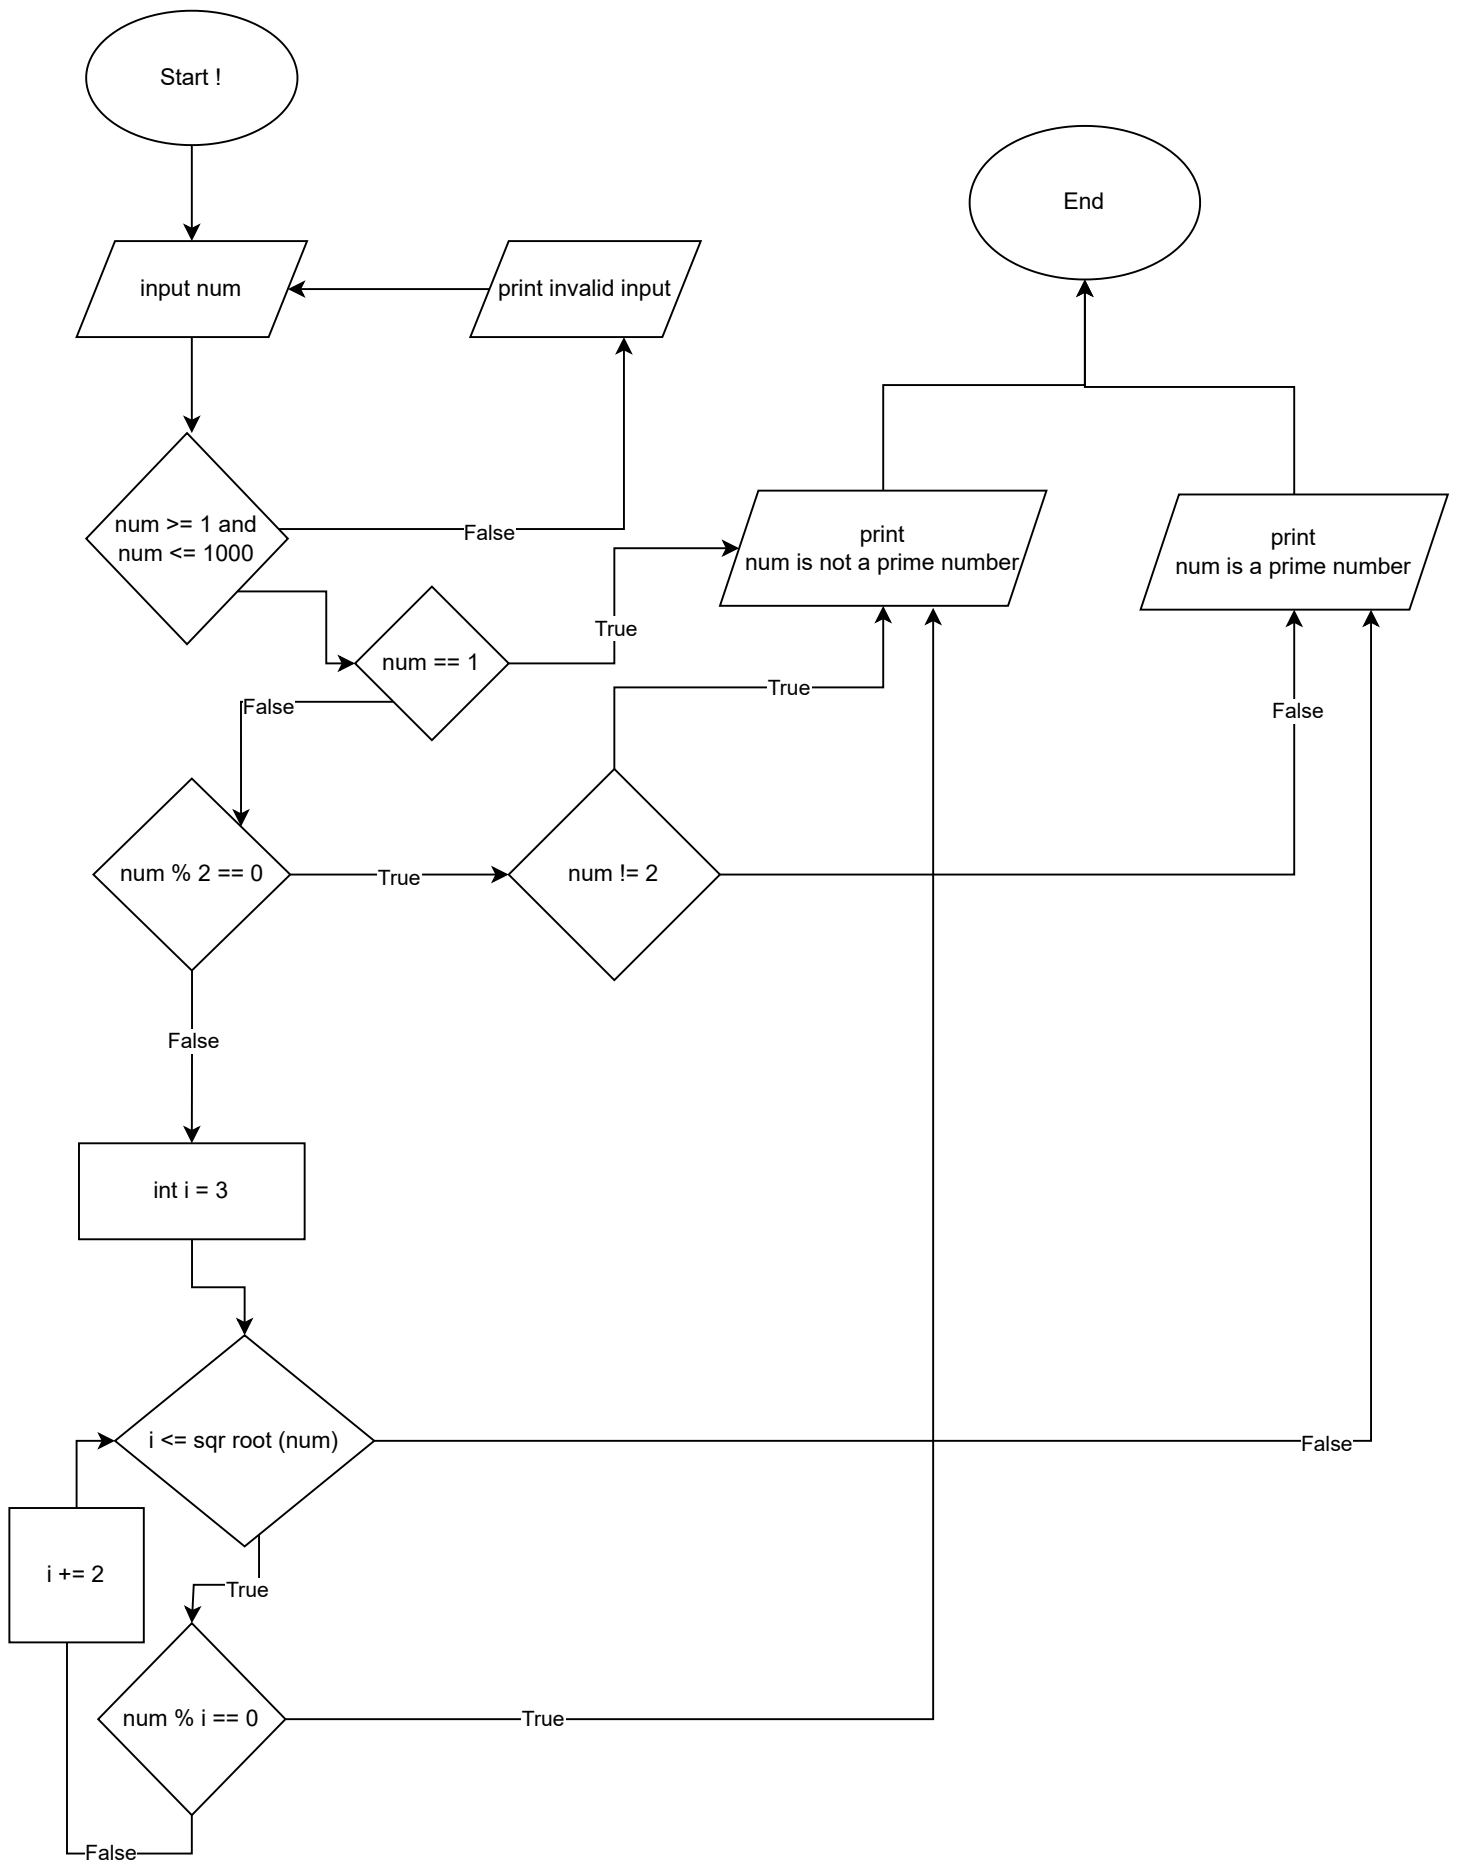 Start !
End
input num
print invalid input
num >= 1 and
num <= 1000
False
print
num is not a prime number
print
num is a prime number
True
num == 1
False
True
False
num % 2 == 0
True
num != 2
False
int i = 3
i <= sqr root (num)
False
i += 2
True
num % i == 0
True
False